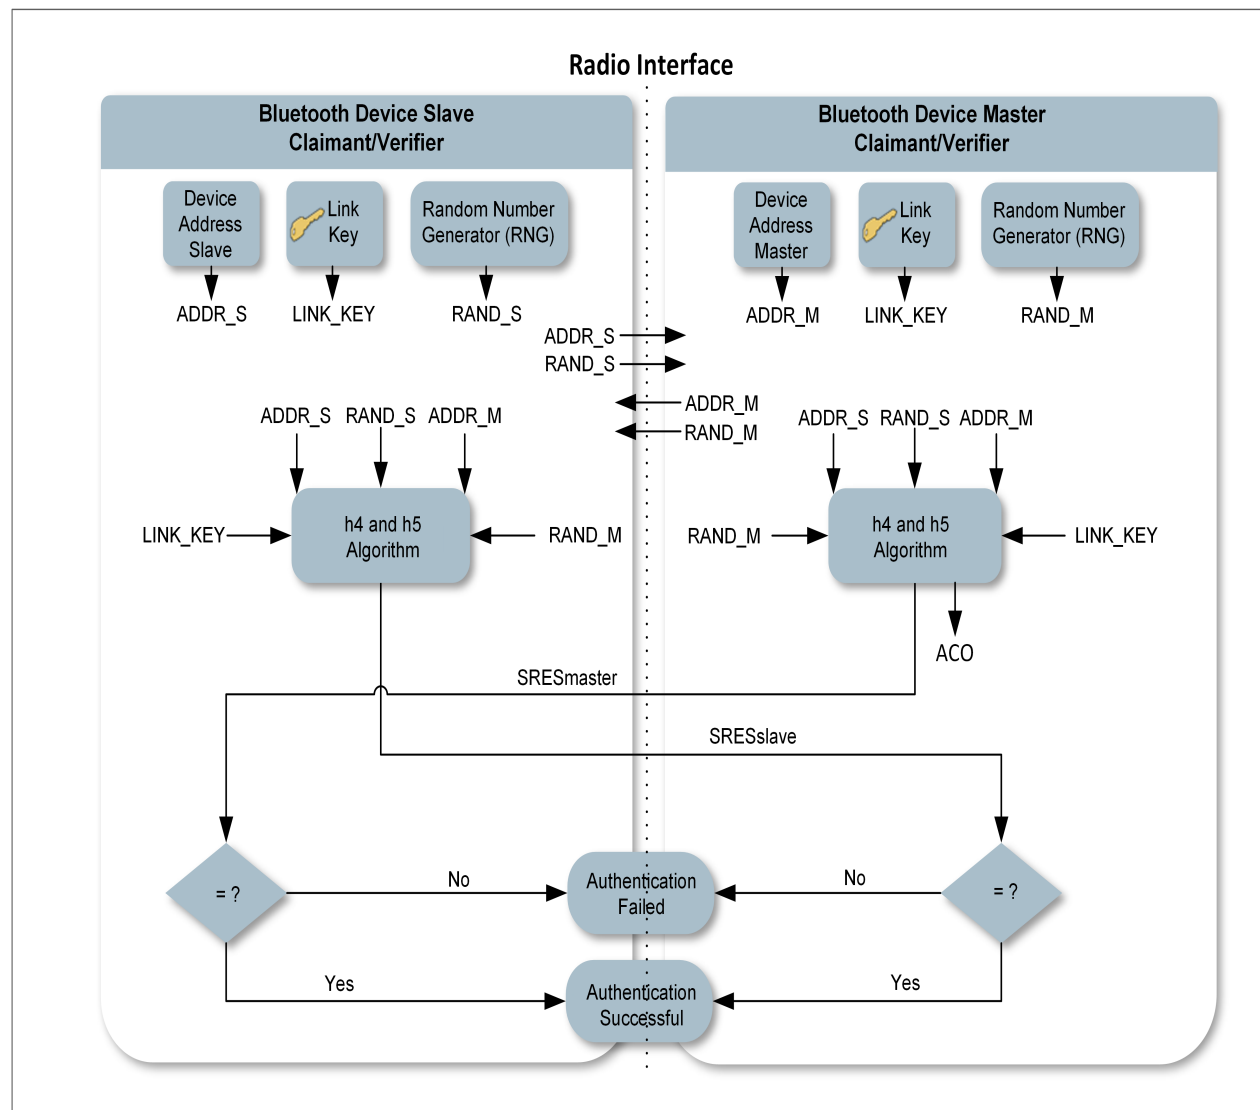 Radio Interface
Bluetooth Device Slave
Claimant/Verifier
Bluetooth Device Master
Claimant/Verifier
Device
Address
Slave
Link
Key
Random Number
Generator (RNG)
Device
Address
Master
Link
Key
Random Number
Generator (RNG)
ADDR_S
LINK_KEY
RAND_S
ADDR_M
LINK_KEY
RAND_M
ADDR_S
RAND_S
ADDR_M
RAND_M
ADDR_S RAND_S ADDR_M
ADDR_S RAND_S ADDR_M
LINK_KEY
h4 and h5
Algorithm
RAND_M
RAND_M
h4 and h5
Algorithm
LINK_KEY
ACO
SRESmaster
SRESslave
= ?
No
Authentication
Failed
No
= ?
Yes
Authentication
Successful
Yes